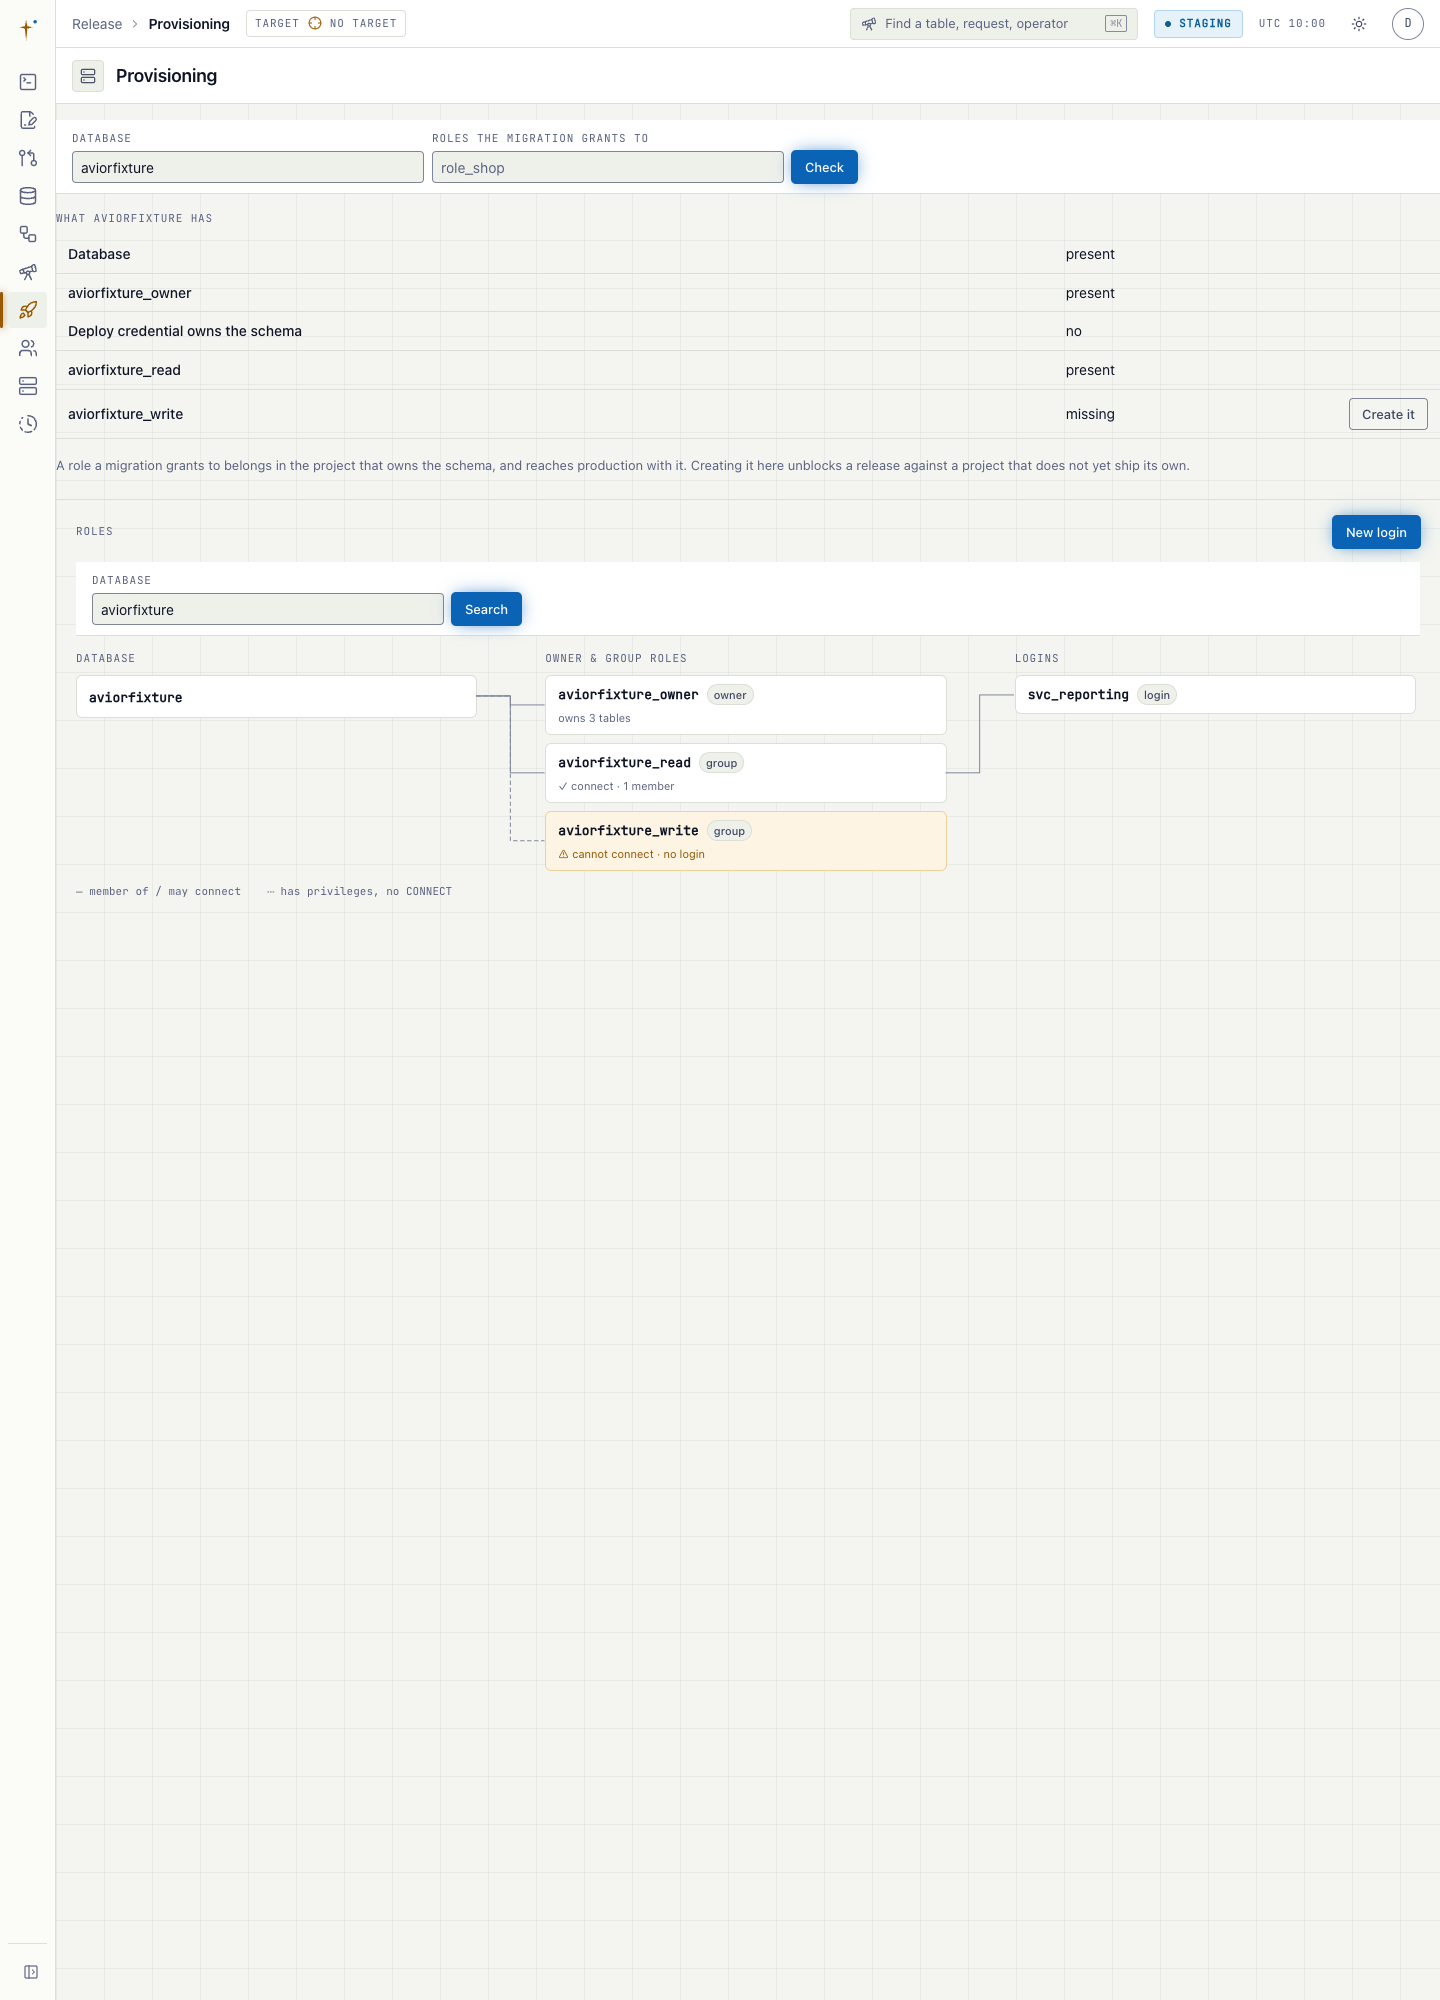 Release > Provisioning
TARGET NO TARGET
Find a table, request, operator ⌘K
STAGING
UTC 10:00
D
Provisioning
DATABASE
aviorfixture
ROLES THE MIGRATION GRANTS TO
role_shop
Check
WHAT AVIORFIXTURE HAS
Database present
aviorfixture_owner present
Deploy credential owns the schema no
aviorfixture_read present
aviorfixture_write missing Create it
A role a migration grants to belongs in the project that owns the schema, and reaches production with it. Creating it here unblocks a release against a project that does not yet ship its own.
ROLES
New login
DATABASE
aviorfixture
Search
DATABASE
aviorfixture
OWNER & GROUP ROLES
aviorfixture_owner owner
owns 3 tables
aviorfixture_read group
✓ connect · 1 member
aviorfixture_write group
⚠ cannot connect · no login
LOGINS
svc_reporting login
— member of / may connect
┄ has privileges, no CONNECT